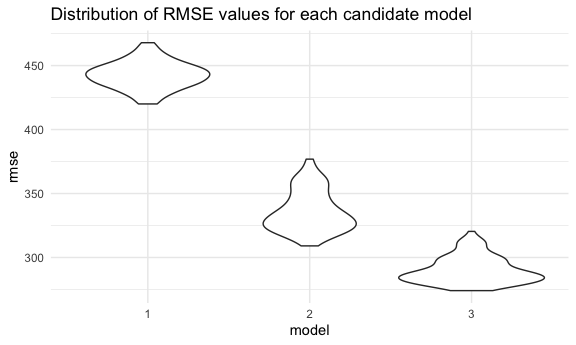 Distribution of RMSE values for each candidate model
rmse
450
400
350
300
1
2
3
model